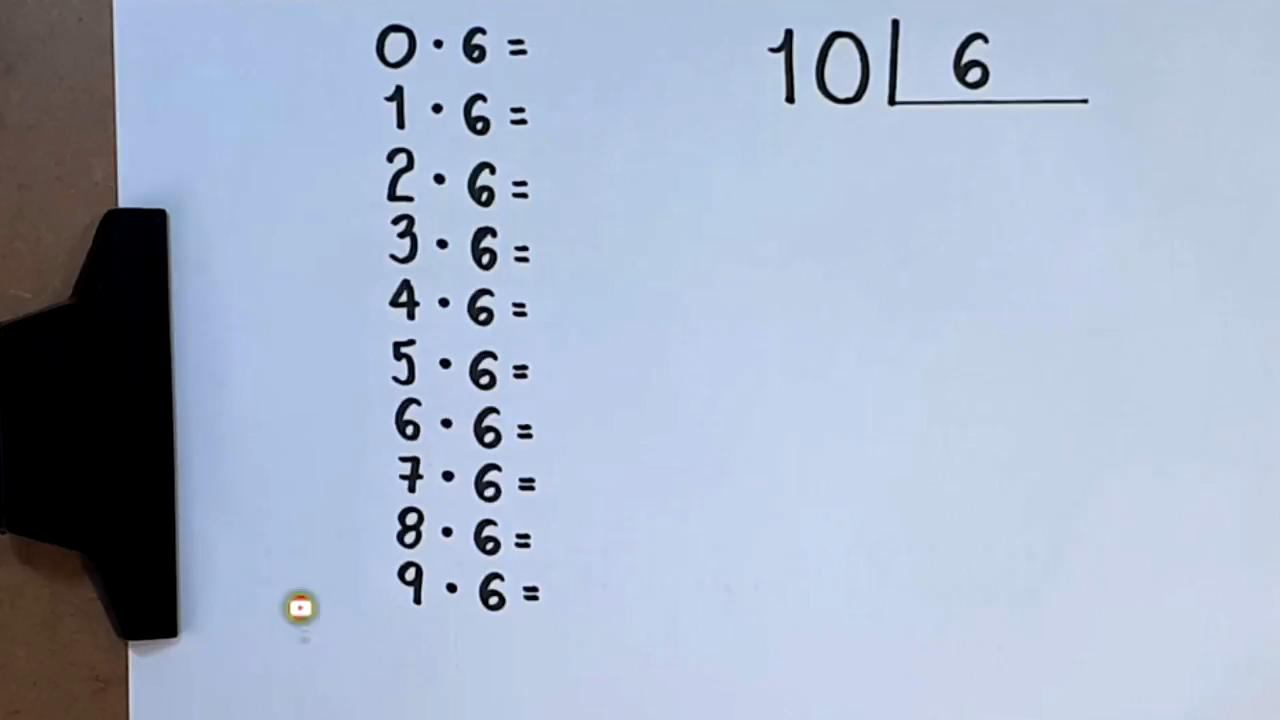 0 · 6 =
1 · 6 =
2 · 6 =
3 · 6 =
4 · 6 =
5 · 6 =
6 · 6 =
7 · 6 =
8 · 6 =
9 · 6 =
10 6